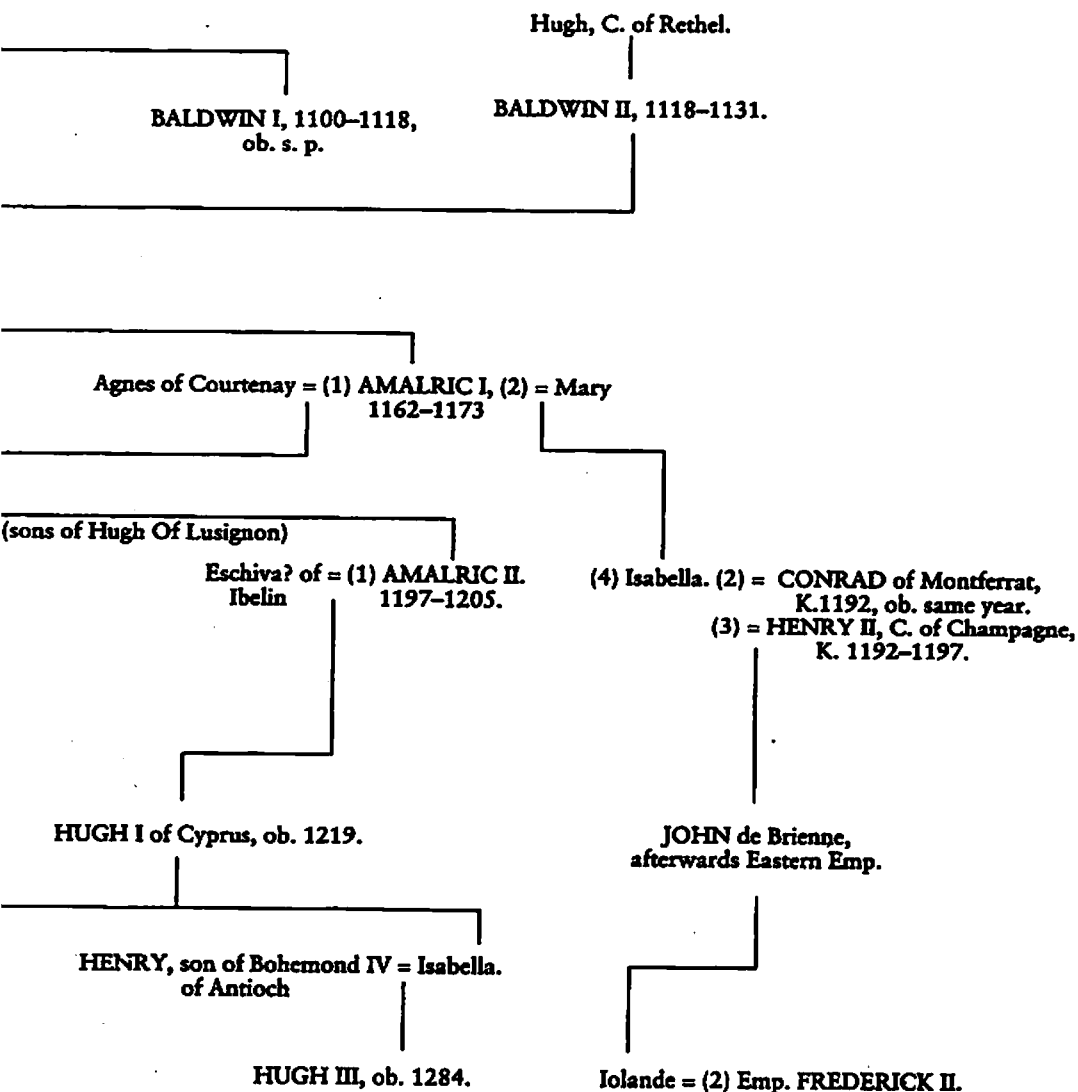 Hugh, C. of Rethel.
BALDWIN I, 1100–1118,
ob. s. p.
BALDWIN II, 1118–1131.
Agnes of Courtenay = (1) AMALRIC I, (2) = Mary
1162–1173
(sons of Hugh Of Lusignon)
Eschiva? of = (1) AMALRIC II.
Ibelin 1197–1205.
(4) Isabella. (2) = CONRAD of Montferrat,
K.1192, ob. same year.
(3) = HENRY II, C. of Champagne,
K. 1192–1197.
HUGH I of Cyprus, ob. 1219.
JOHN de Brienne,
afterwards Eastern Emp.
HENRY, son of Bohemond IV = Isabella.
of Antioch
HUGH III, ob. 1284.
Iolande = (2) Emp. FREDERICK II.